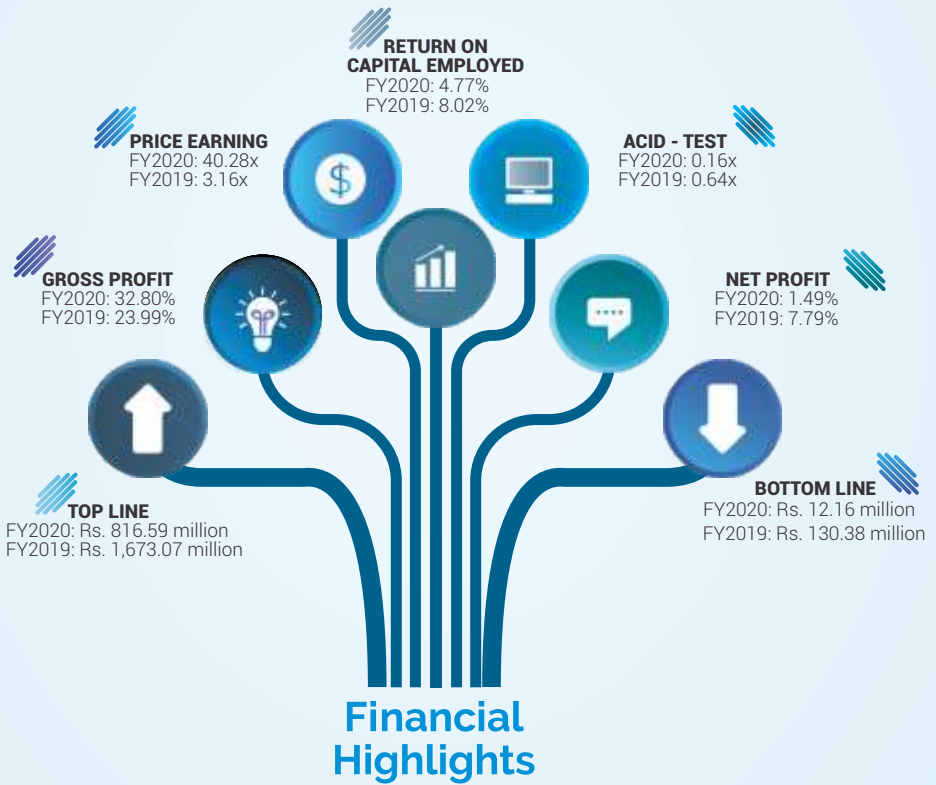 RETURN ON
CAPITAL EMPLOYED
FY2020: 4.77%
FY2019: 8.02%
PRICE EARNING
FY2020: 40.28x
FY2019: 3.16x
ACID - TEST
FY2020: 0.16x
FY2019: 0.64x
GROSS PROFIT
FY2020: 32.80%
FY2019: 23.99%
NET PROFIT
FY2020: 1.49%
FY2019: 7.79%
TOP LINE
FY2020: Rs. 816.59 million
FY2019: Rs. 1,673.07 million
BOTTOM LINE
FY2020: Rs. 12.16 million
FY2019: Rs. 130.38 million
$
Financial
Highlights